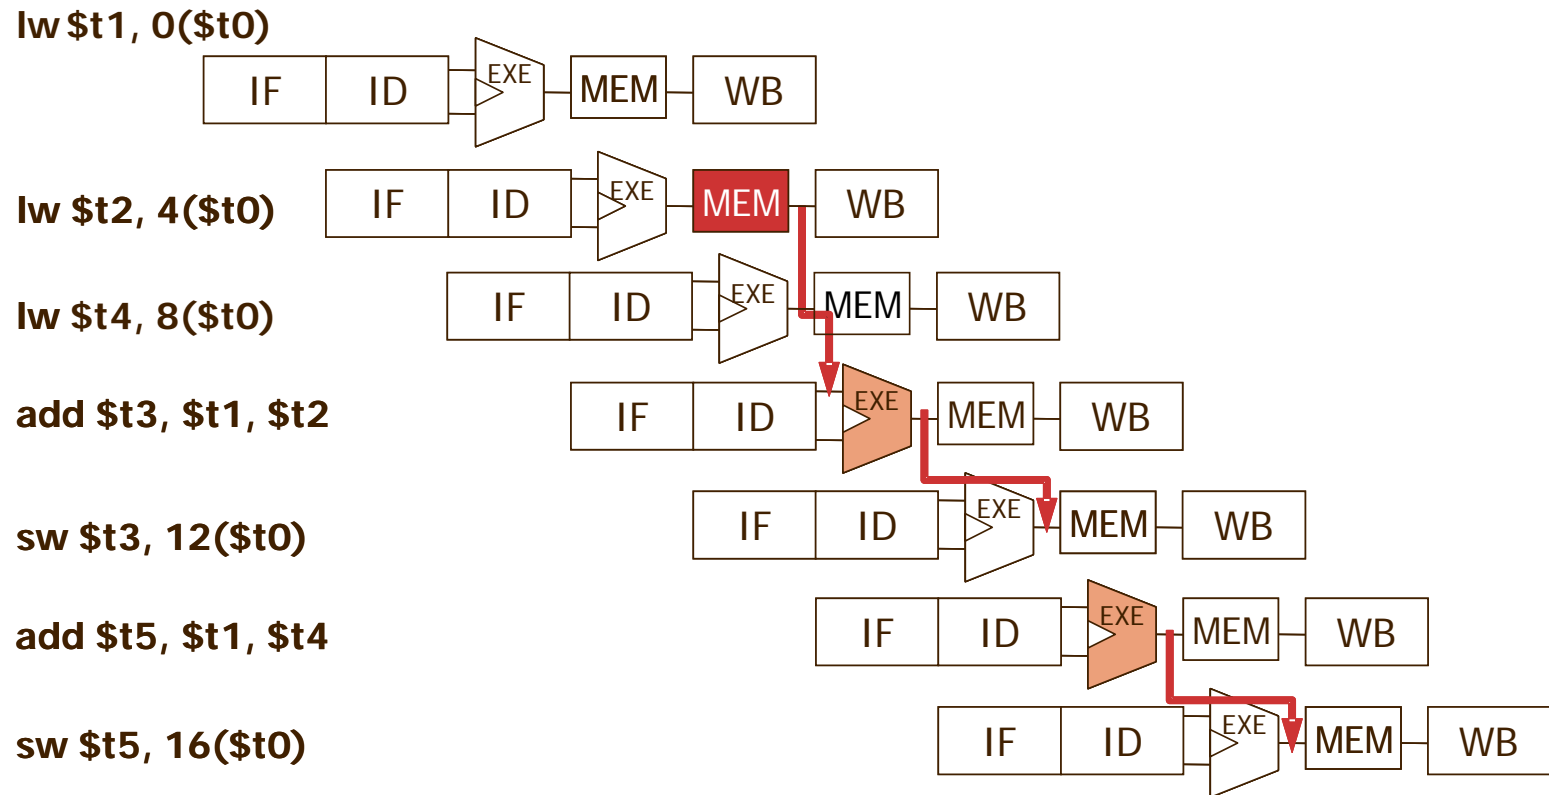 lw $t1, 0($t0)
IF ID EXE MEM WB
lw $t2, 4($t0)
IF ID EXE MEM WB
lw $t4, 8($t0)
IF ID EXE MEM WB
add $t3, $t1, $t2
IF ID EXE MEM WB
sw $t3, 12($t0)
IF ID EXE MEM WB
add $t5, $t1, $t4
IF ID EXE MEM WB
sw $t5, 16($t0)
IF ID EXE MEM WB